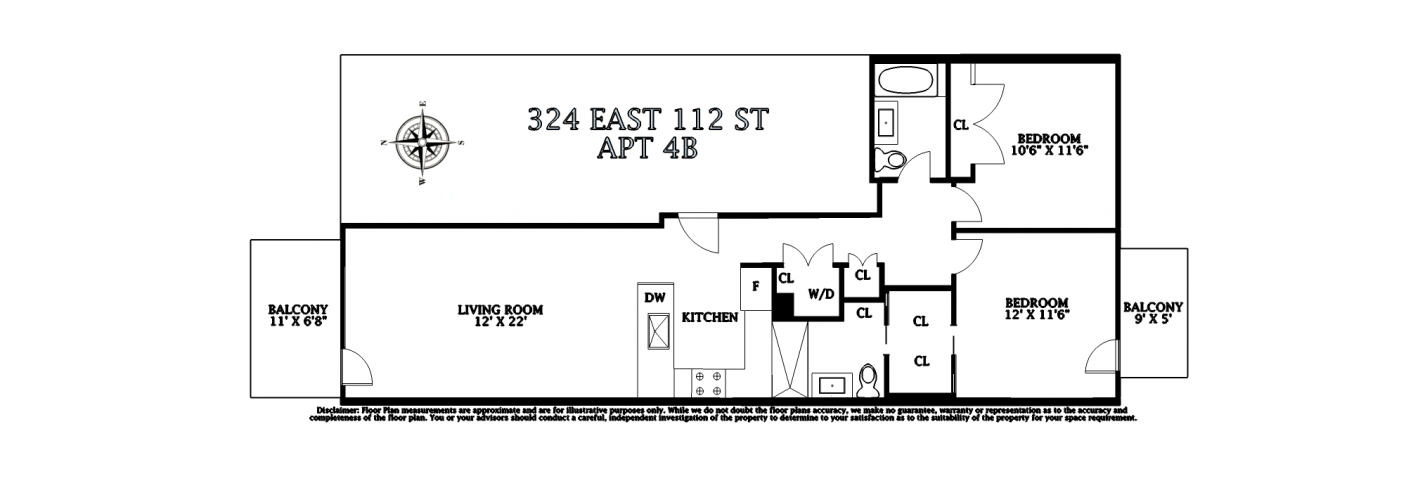 E
N
S
W
324 EAST 112 ST
APT 4B
CL
BEDROOM
10'6" X 11'6"
CL
W/D
CL
F
DW
KITCHEN
LIVING ROOM
12' X 22'
BALCONY
11' X 6'8"
CL
CL
CL
BEDROOM
12' X 11'6"
BALCONY
9' X 5'
Disclaimer: Floor Plan measurements are approximate and are for illustrative purposes only. While we do not doubt the floor plans accuracy, we make no guarantee, warranty or representation as to the accuracy and
completeness of the floor plan. You or your advisors should conduct a careful, independent investigation of the property to determine to your satisfaction as to the suitability of the property for your space requirement.